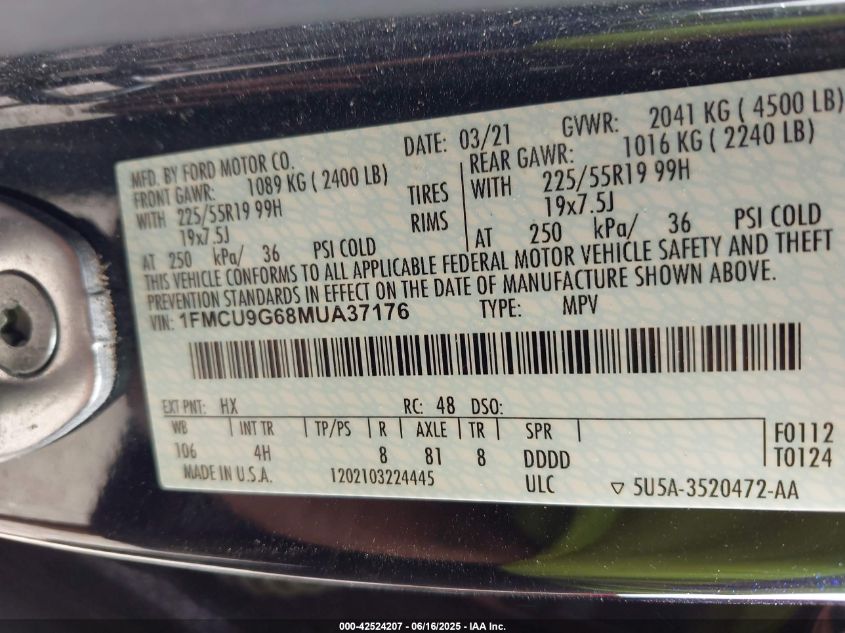 MFD. BY FORD MOTOR CO. DATE: 03/21 GVWR: 2041 KG ( 4500 LB)
FRONT GAWR: 1089 KG ( 2400 LB) REAR GAWR: 1016 KG ( 2240 LB)
WITH 225/55R19 99H TIRES WITH 225/55R19 99H
19x7.5J RIMS 19x7.5J
AT 250 kPa/ 36 PSI COLD AT 250 kPa/ 36 PSI COLD
THIS VEHICLE CONFORMS TO ALL APPLICABLE FEDERAL MOTOR VEHICLE SAFETY AND THEFT
PREVENTION STANDARDS IN EFFECT ON THE DATE OF MANUFACTURE SHOWN ABOVE.
VIN: 1FMCU9G68MUA37176 TYPE: MPV
EXT PNT: HX RC: 48 DSO:
WB INT TR TP/PS R AXLE TR SPR F0112
106 4H 8 81 8 DDDD T0124
MADE IN U.S.A. 1202103224445 ULC ▽ 5U5A-3520472-AA
000-42524207 - 06/16/2025 - IAA Inc.